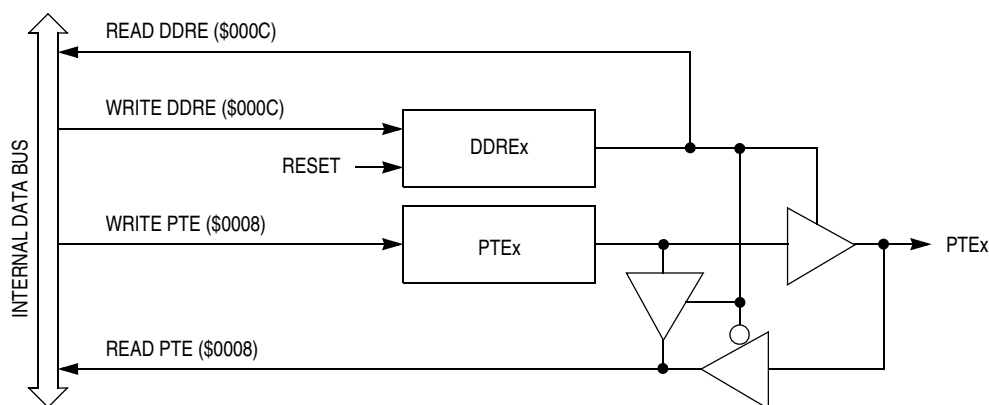 READ DDRE ($000C)
WRITE DDRE ($000C)
DDREx
RESET
INTERNAL DATA BUS
WRITE PTE ($0008)
PTEx
PTEx
READ PTE ($0008)